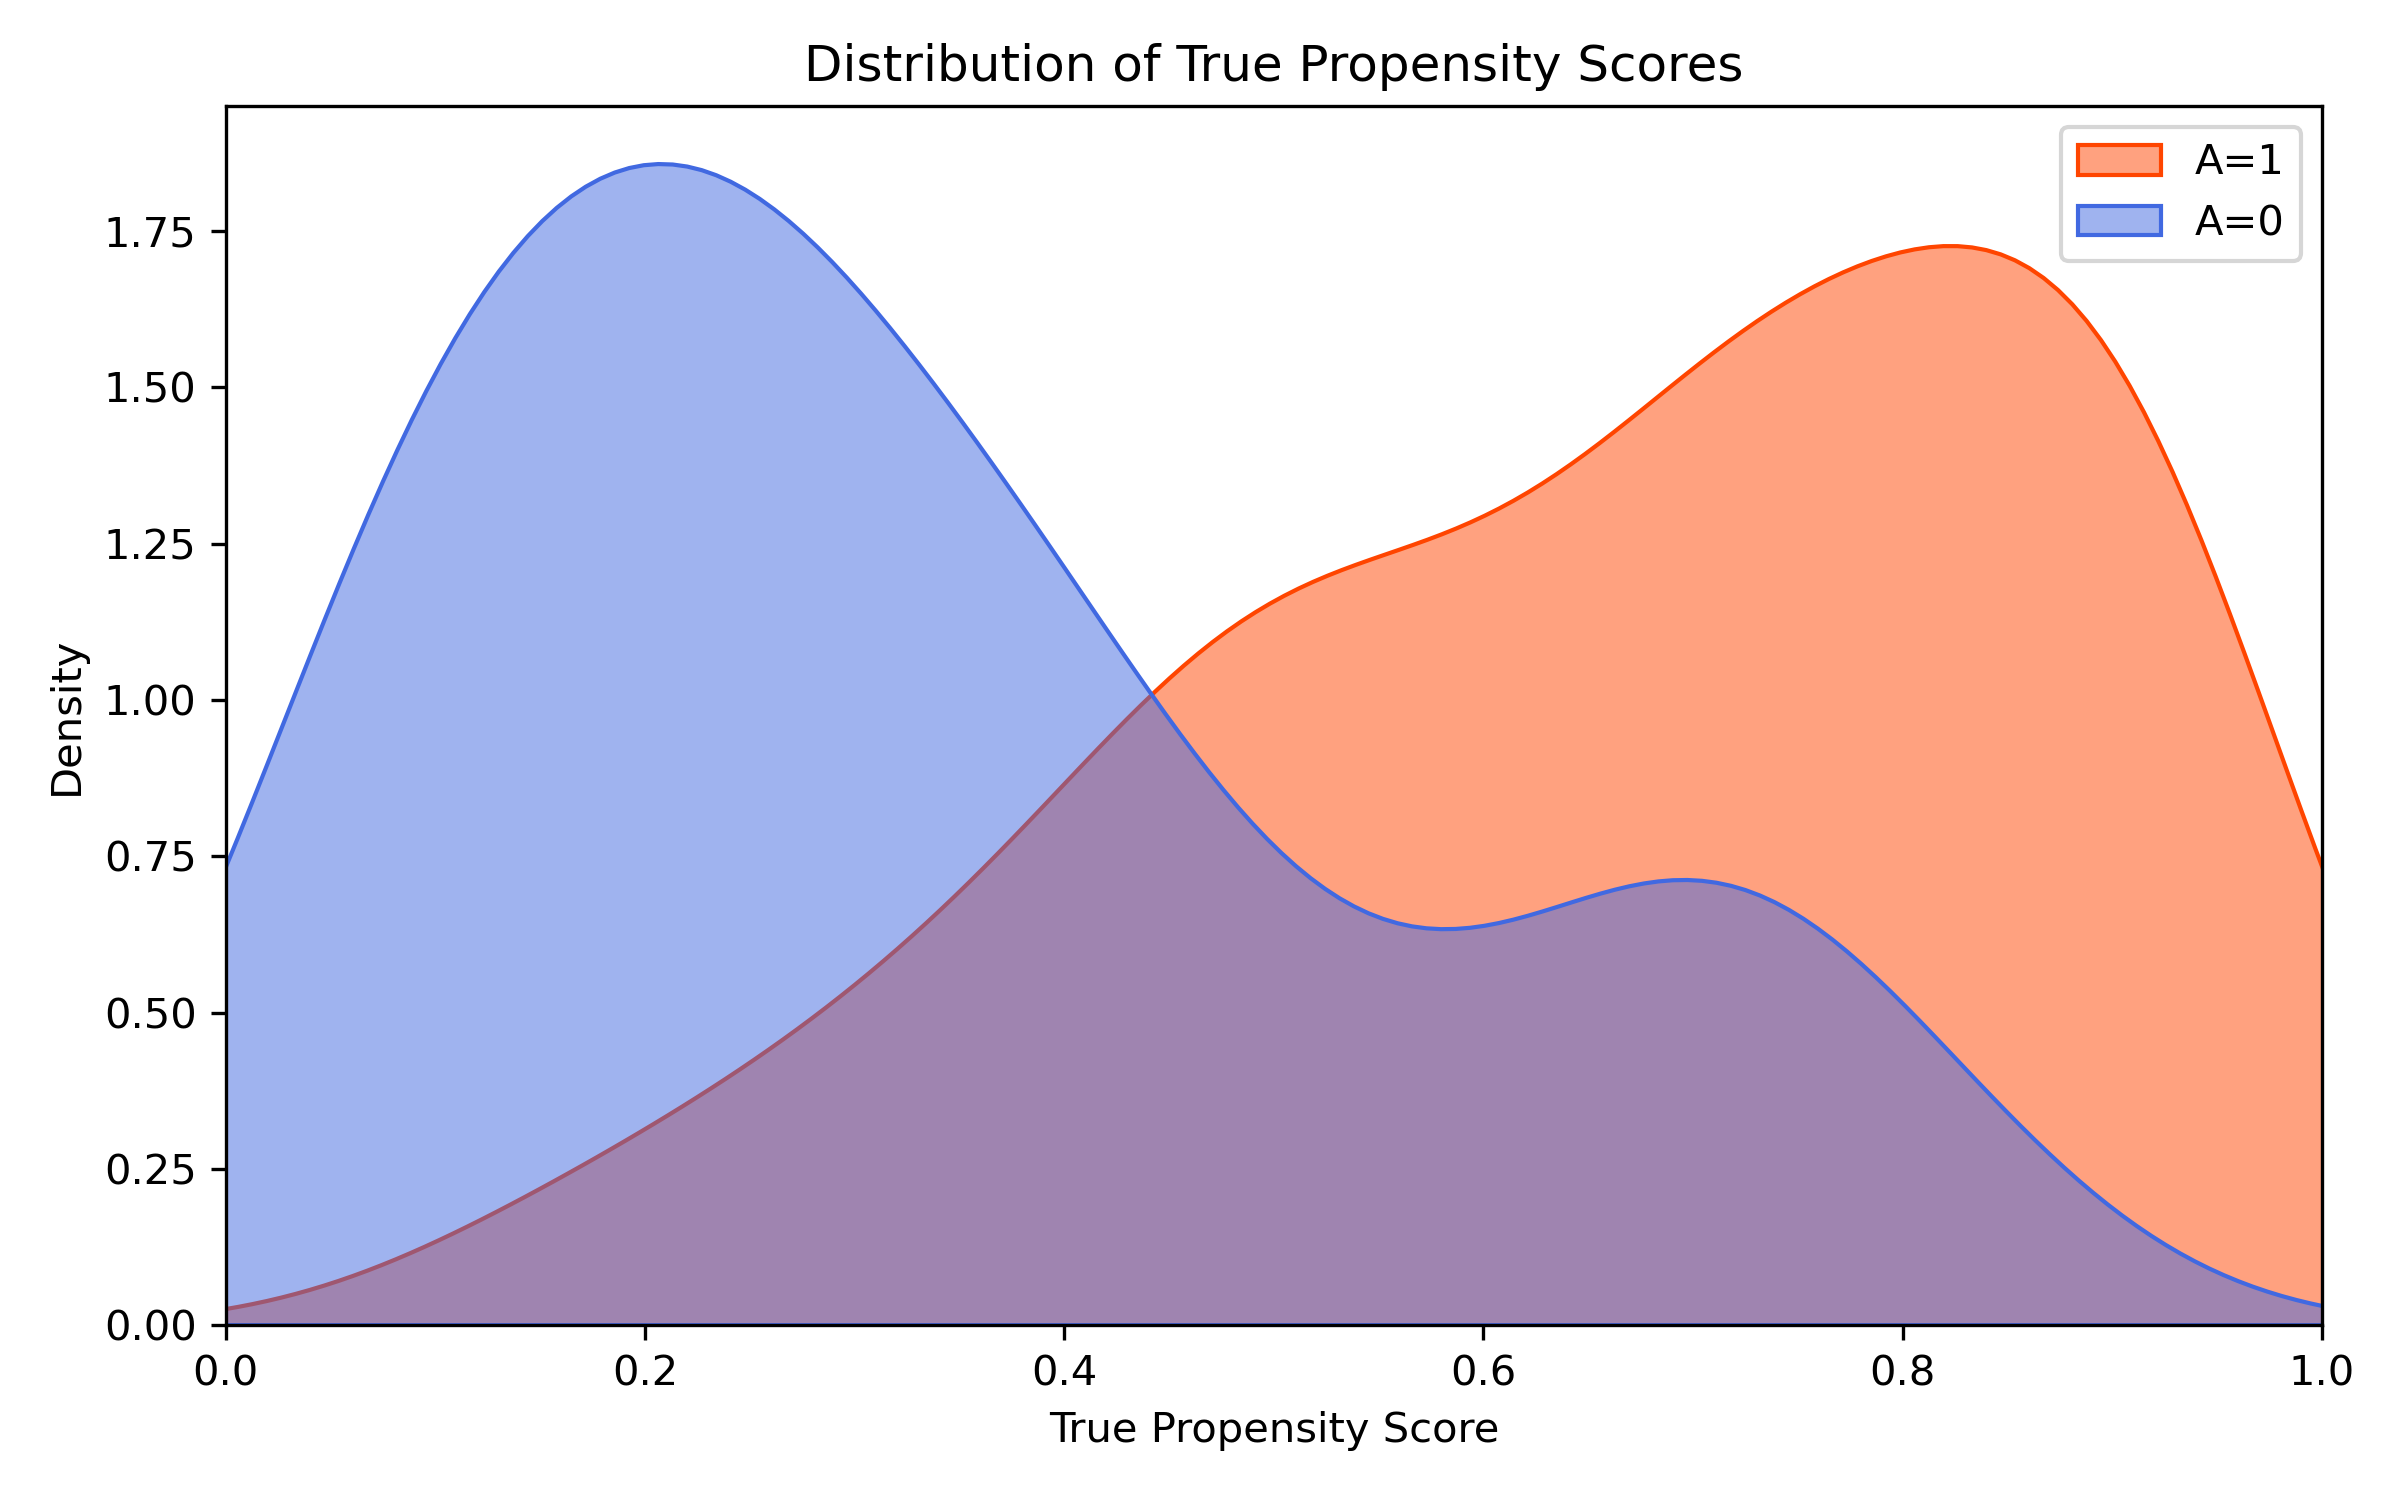 Distribution of True Propensity Scores
A=1
A=0
Density
1.75
1.50
1.25
1.00
0.75
0.50
0.25
0.00
0.0 0.2 0.4 0.6 0.8 1.0
True Propensity Score